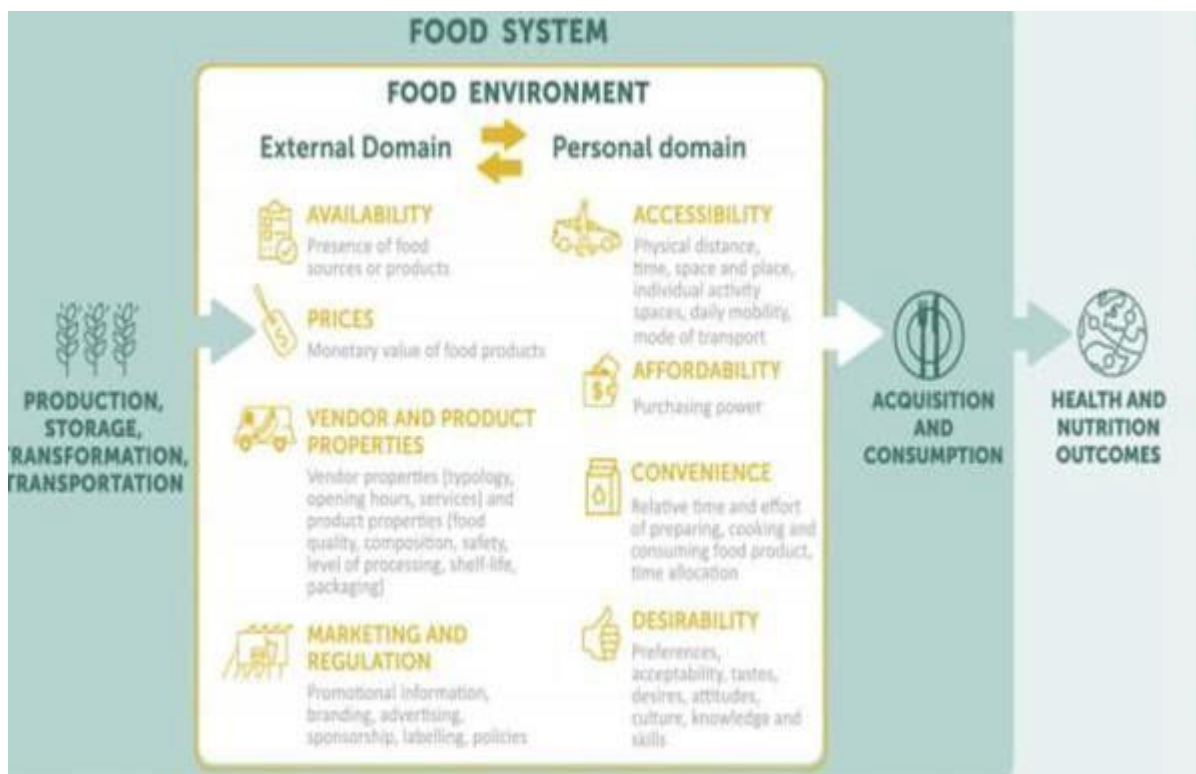 FOOD SYSTEM
FOOD ENVIRONMENT
External Domain
Personal domain
AVAILABILITY
Presence of food
sources or products
PRICES
Monetary value of food products
VENDOR AND PRODUCT
PROPERTIES
Vendor properties (typology,
opening hours, services) and
product properties (food
quality, composition, safety,
level of processing, shelf-life,
packaging)
MARKETING AND
REGULATION
Promotional information,
branding, advertising,
sponsorship, labelling, policies
ACCESSIBILITY
Physical distance,
time, space and place,
individual activity
spaces, daily mobility,
mode of transport
AFFORDABILITY
$
Purchasing power
CONVENIENCE
Relative time and effort
of preparing, cooking and
consuming food product,
time allocation
DESIRABILITY
Preferences,
acceptability, tastes,
desires, attitudes,
culture, knowledge and
skills
PRODUCTION,
STORAGE,
TRANSFORMATION,
TRANSPORTATION
ACQUISITION
AND
CONSUMPTION
HEALTH AND
NUTRITION
OUTCOMES